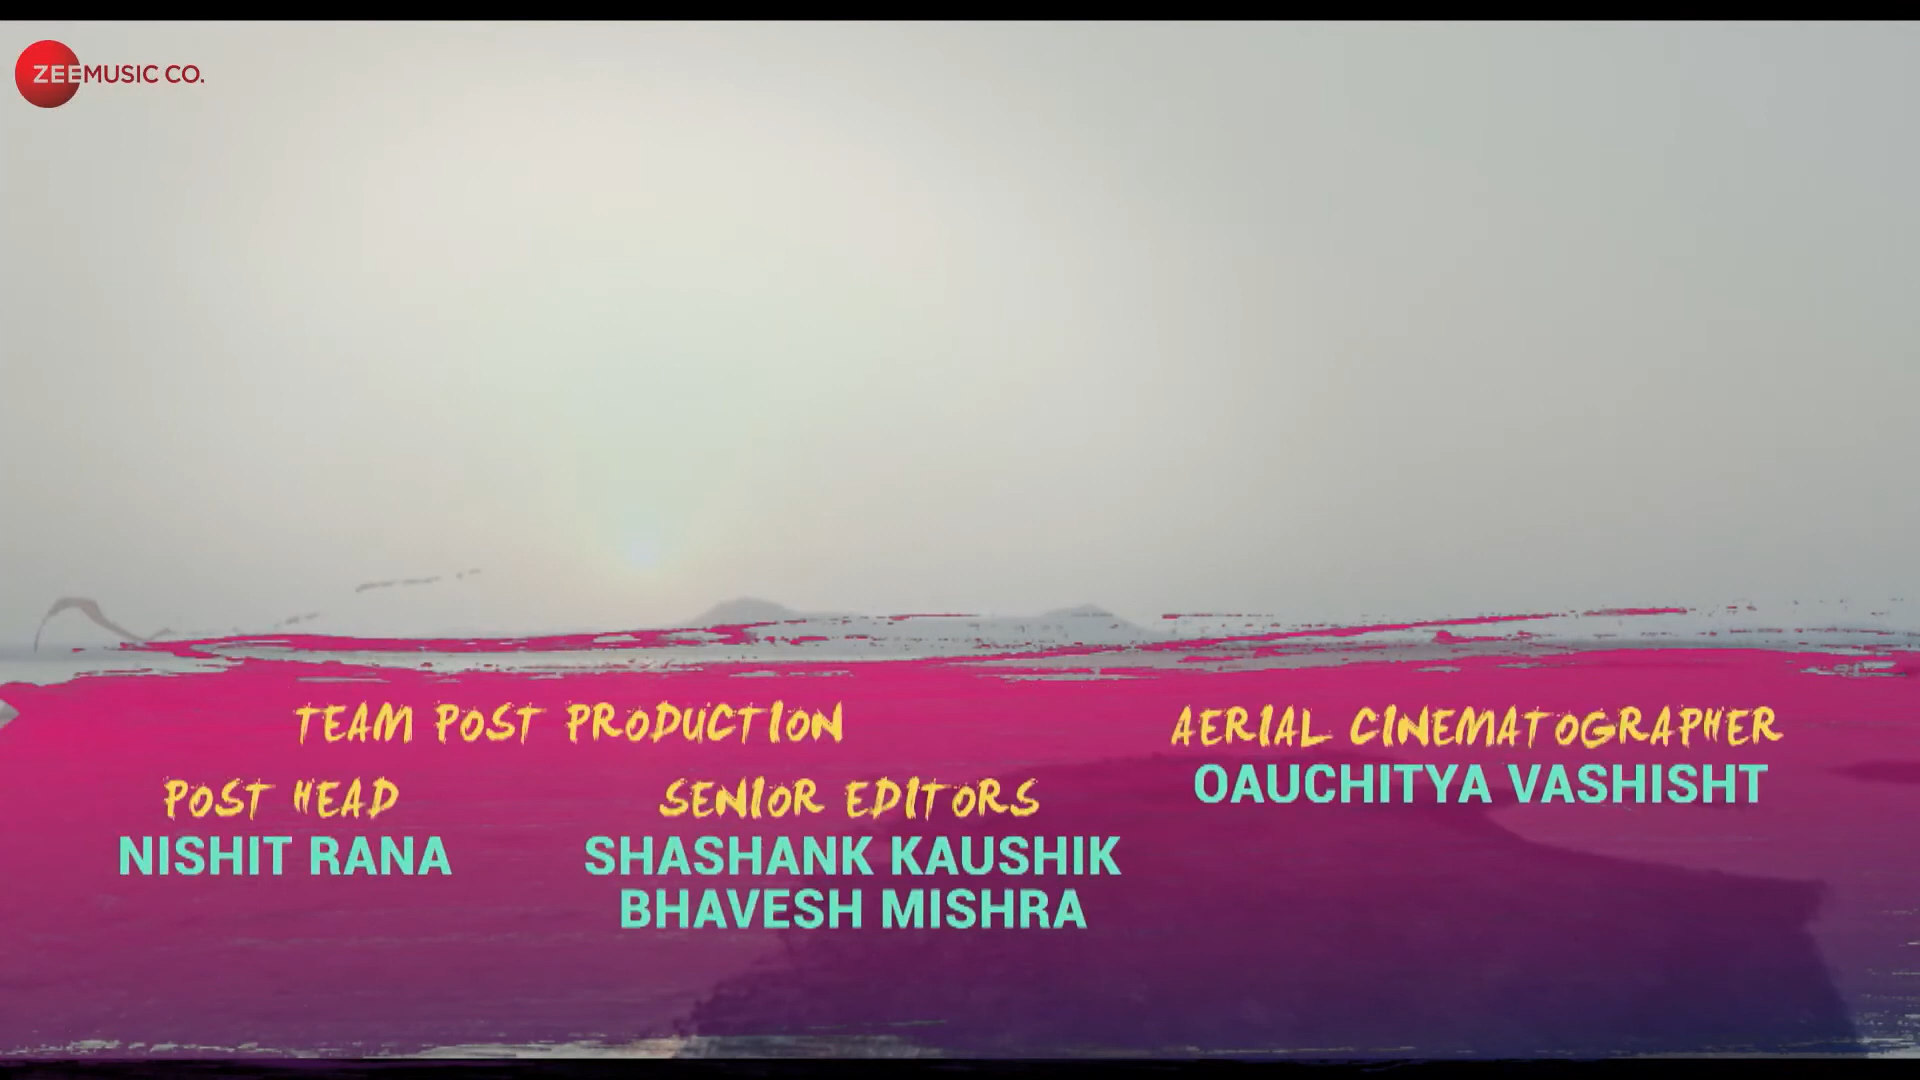 ZEEMUSIC CO.
TEAM POST PRODUCTION
POST HEAD
NISHIT RANA
SENIOR EDITORS
SHASHANK KAUSHIK
BHAVESH MISHRA
AERIAL CINEMATOGRAPHER
OAUCHITYA VASHISHT